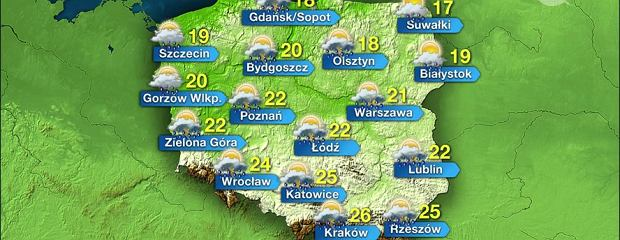 18
Gdańsk/Sopot
17
Suwałki
19
Szczecin
20
Bydgoszcz
18
Olsztyn
19
Białystok
20
Gorzów Wlkp.
22
Poznań
21
Warszawa
22
Zielona Góra
22
Łódź
24
Wrocław
25
Katowice
22
Lublin
26
Kraków
25
Rzeszów